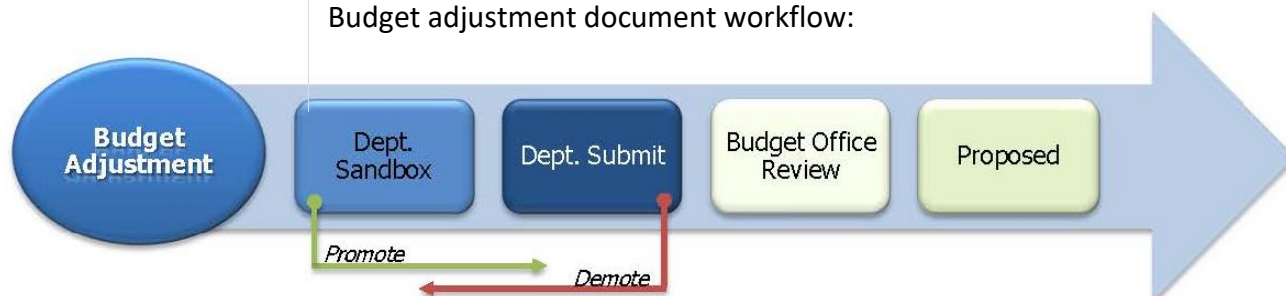 Budget adjustment document workflow:
Budget
Adjustment
Dept.
Sandbox
Dept. Submit
Budget Office
Review
Proposed
Promote
Demote